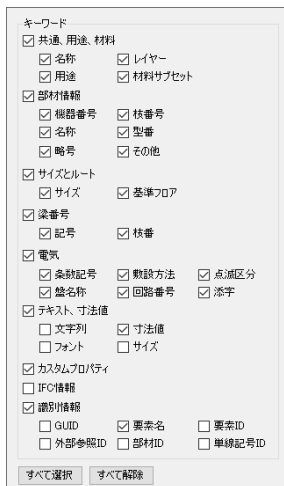 キーワード
共通、用途、材料
名称 レイヤー
用途 材料サブセット
部材情報
機器番号 枝番号
名称 型番
略号 その他
サイズとルート
サイズ 基準フロア
梁番号
記号 枝番
電気
条数記号 敷設方法 点滅区分
盤名称 回路番号 添字
テキスト、寸法値
文字列 寸法値
フォント サイズ
カスタムプロパティ
IFC情報
識別情報
GUID 要素名 要素ID
外部参照ID 部材ID 単線記号ID
すべて選択 すべて解除